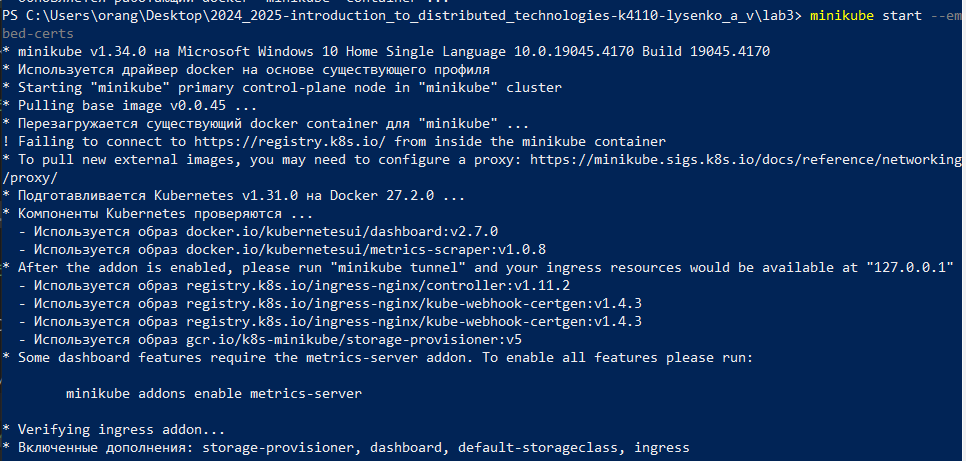 PS C:\Users\orang\Desktop\2024_2025-introduction_to_distributed_technologies-k4110-lysenko_a_v\lab3> minikube start --em
bed-certs
* minikube v1.34.0 на Microsoft Windows 10 Home Single Language 10.0.19045.4170 Build 19045.4170
* Используется драйвер docker на основе существующего профиля
* Starting "minikube" primary control-plane node in "minikube" cluster
* Pulling base image v0.0.45 ...
* Перезагружается существующий docker container для "minikube" ...
! Failing to connect to https://registry.k8s.io/ from inside the minikube container
* To pull new external images, you may need to configure a proxy: https://minikube.sigs.k8s.io/docs/reference/networking
/proxy/
* Подготавливается Kubernetes v1.31.0 на Docker 27.2.0 ...
* Компоненты Kubernetes проверяются ...
  - Используется образ docker.io/kubernetesui/dashboard:v2.7.0
  - Используется образ docker.io/kubernetesui/metrics-scraper:v1.0.8
* After the addon is enabled, please run "minikube tunnel" and your ingress resources would be available at "127.0.0.1"
  - Используется образ registry.k8s.io/ingress-nginx/controller:v1.11.2
  - Используется образ registry.k8s.io/ingress-nginx/kube-webhook-certgen:v1.4.3
  - Используется образ registry.k8s.io/ingress-nginx/kube-webhook-certgen:v1.4.3
  - Используется образ gcr.io/k8s-minikube/storage-provisioner:v5
* Some dashboard features require the metrics-server addon. To enable all features please run:
minikube addons enable metrics-server
* Verifying ingress addon...
* Включенные дополнения: storage-provisioner, dashboard, default-storageclass, ingress